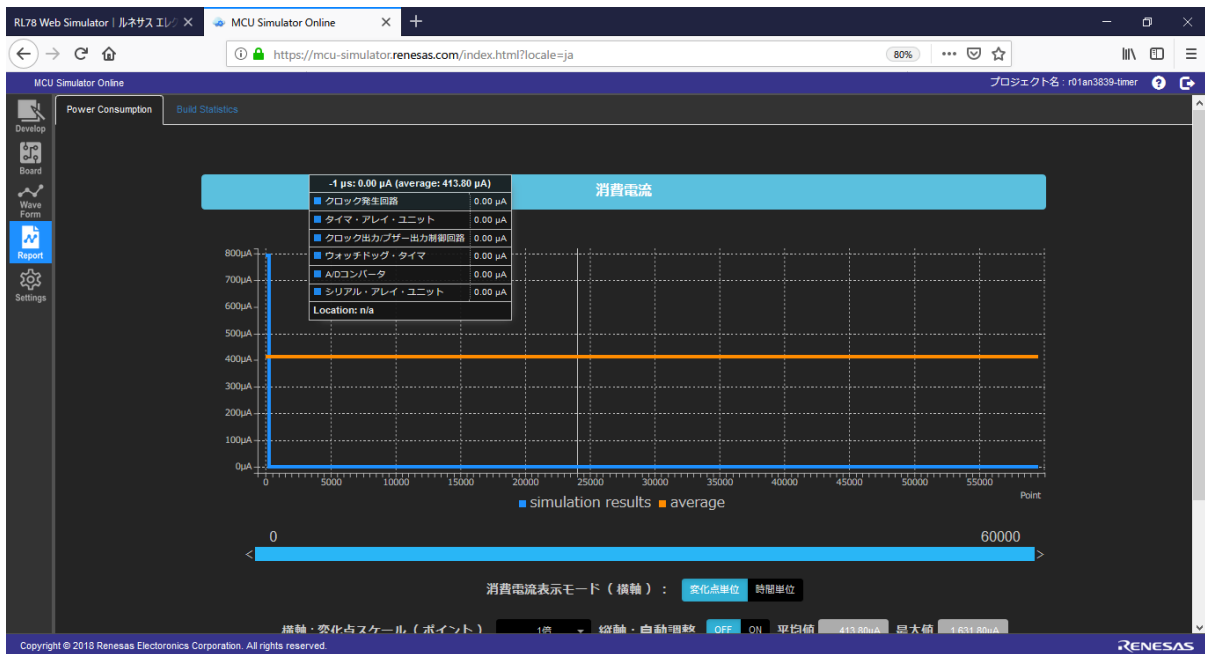 RL78 Web Simulator | ルネサス エレク
MCU Simulator Online
https://mcu-simulator.renesas.com/index.html?locale=ja
80%
MCU Simulator Online
プロジェクト名 : r01an3839-timer
Develop
Board
Wave Form
Report
Settings
Power Consumption
Build Statistics
消費電流
-1 µs: 0.00 µA (average: 413.80 µA)
クロック発生回路 0.00 µA
タイマ・アレイ・ユニット 0.00 µA
クロック出力/ブザー出力制御回路 0.00 µA
ウォッチドッグ・タイマ 0.00 µA
A/Dコンバータ 0.00 µA
シリアル・アレイ・ユニット 0.00 µA
Location: n/a
800µA
700µA
600µA
500µA
400µA
300µA
200µA
100µA
0µA
0 5000 10000 15000 20000 25000 30000 35000 40000 45000 50000 55000
Point
simulation results average
0 60000
< >
消費電流表示モード ( 横軸 ) : 変化点単位 時間単位
横軸 : 変化点スケール ( ポイント ) 1倍 縦軸 : 自動調整 OFF ON 平均値 413.80µA 最大値 1,631.80µA
Copyright © 2018 Renesas Electoronics Corporation. All rights reserved.
RENESAS